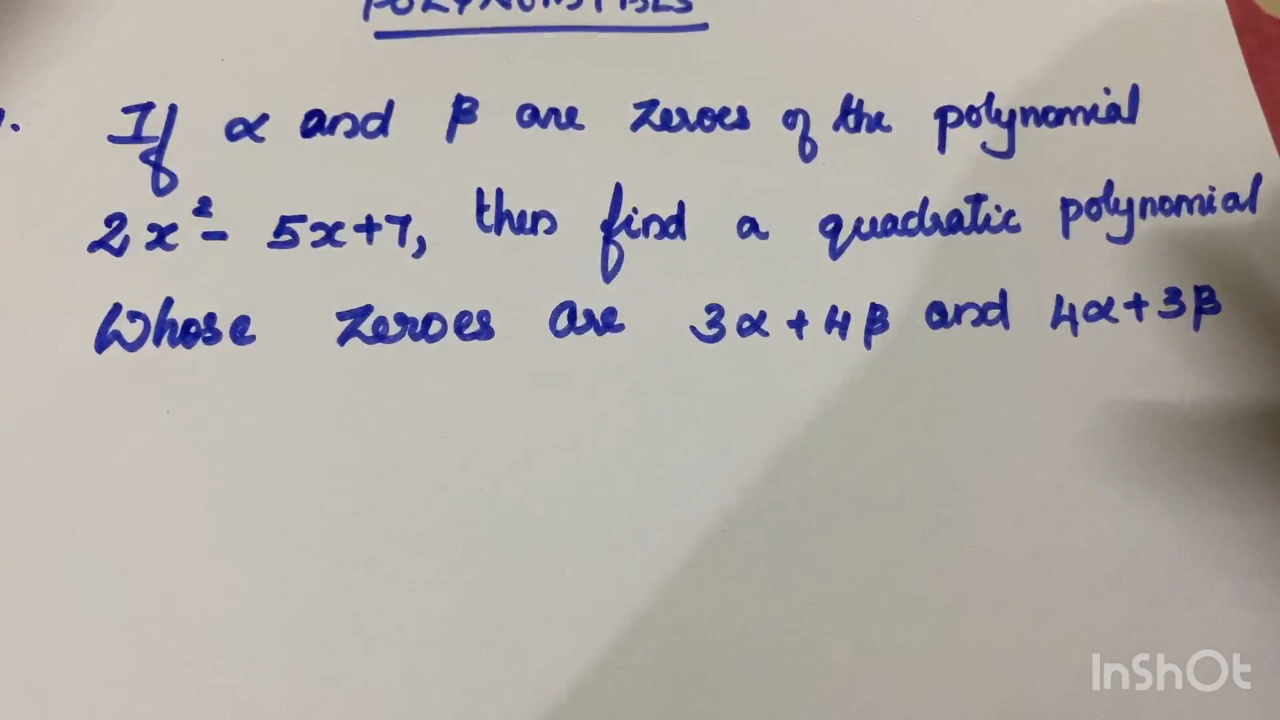 POLYNOMIALS
If α and β are zeroes of the polynomial
2x² - 5x+7, then find a quadratic polynomial
whose zeroes are 3α + 4β and 4α+3β
InShOt